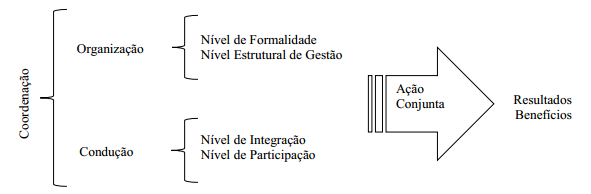 Coordenação
Organização
Nível de Formalidade
Nível Estrutural de Gestão
Condução
Nível de Integração
Nível de Participação
Ação
Conjunta
Resultados
Benefícios